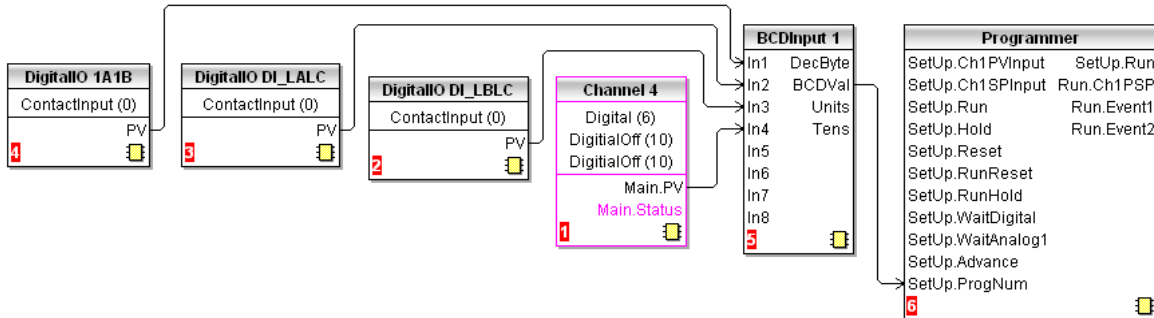 DigitalIO 1A1B
ContactInput (0)
PV
4
DigitalIO DI_LALC
ContactInput (0)
PV
3
DigitalIO DI_LBLC
ContactInput (0)
PV
2
Channel 4
Digital (6)
DigitialOff (10)
DigitialOff (10)
Main.PV
Main.Status
1
BCDInput 1
In1 DecByte
In2 BCDVal
In3 Units
In4 Tens
In5
In6
In7
In8
5
Programmer
SetUp.Ch1PVInput SetUp.Run
SetUp.Ch1SPInput Run.Ch1PSP
SetUp.Run Run.Event1
SetUp.Hold Run.Event2
SetUp.Reset
SetUp.RunReset
SetUp.RunHold
SetUp.WaitDigital
SetUp.WaitAnalog1
SetUp.Advance
SetUp.ProgNum
6